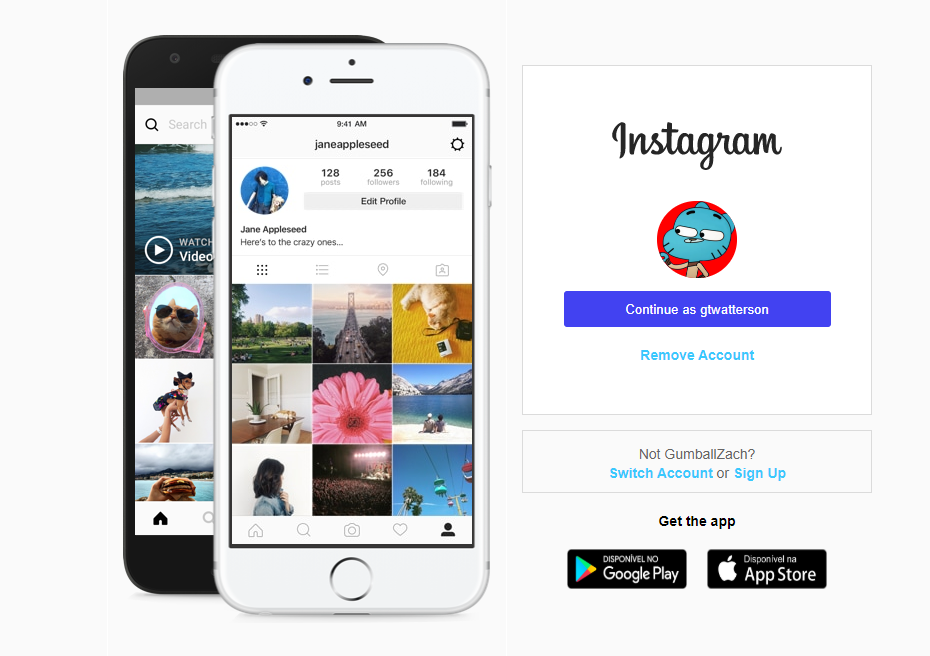 Search
WATCH
Video
9:41 AM
janeappleseed
128
posts
256
followers
184
following
Edit Profile
Jane Appleseed
Here's to the crazy ones...
Instagram
Continue as gtwatterson
Remove Account
Not GumballZach?
Switch Account or Sign Up
Get the app
DISPONÍVEL NO
Google Play
Disponível na
App Store